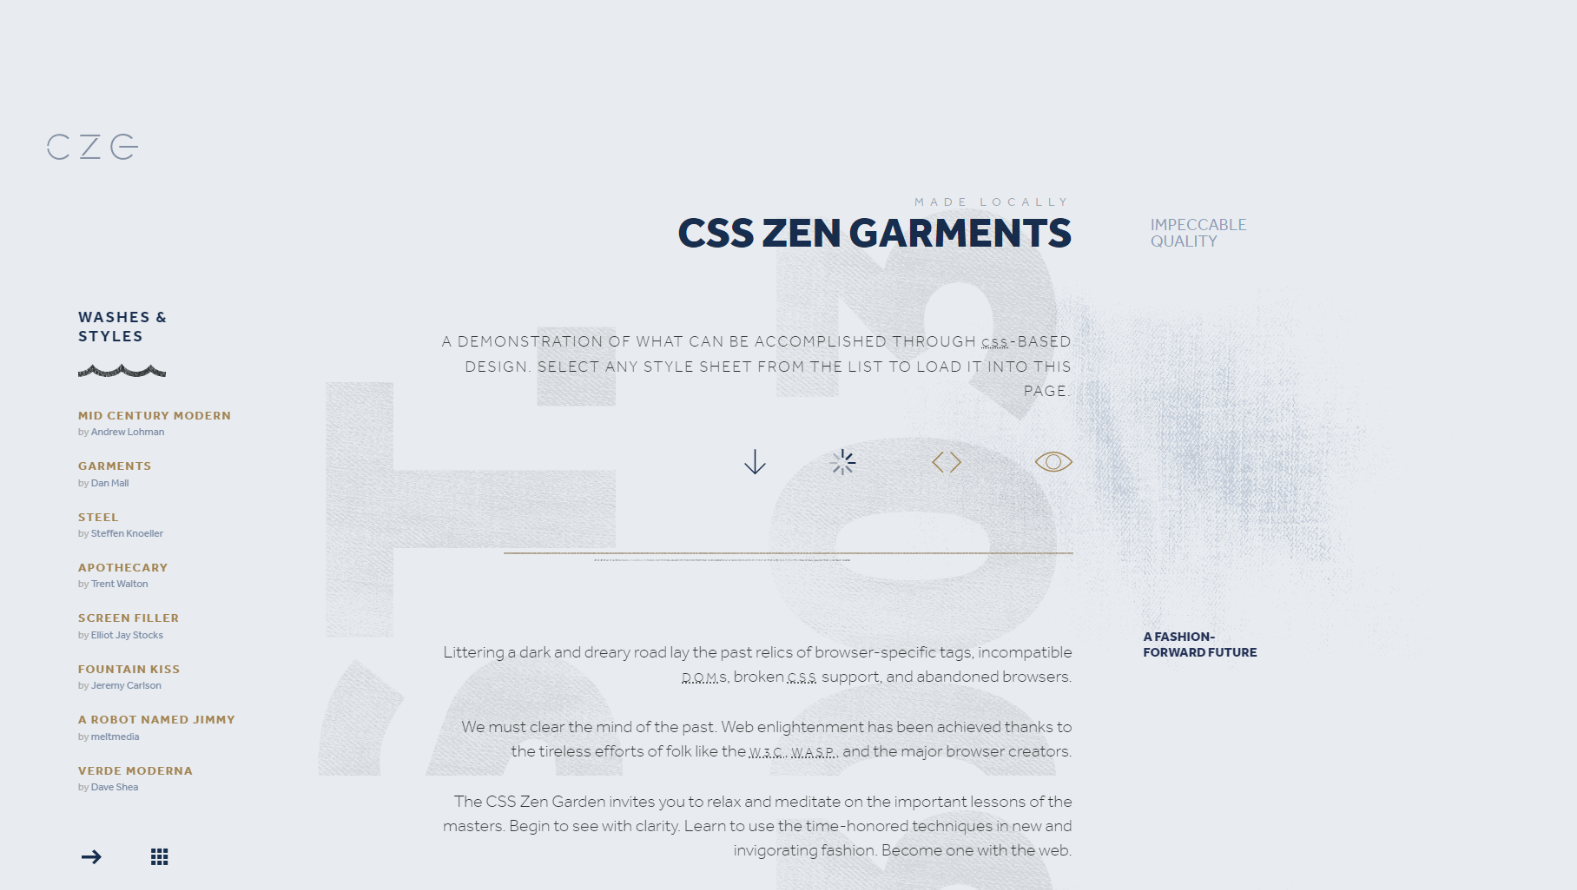 CZG
MADE LOCALLY
CSS ZEN GARMENTS
IMPECCABLE
QUALITY
A DEMONSTRATION OF WHAT CAN BE ACCOMPLISHED THROUGH css-BASED
DESIGN. SELECT ANY STYLE SHEET FROM THE LIST TO LOAD IT INTO THIS
PAGE.
WASHES &
STYLES
MID CENTURY MODERN
by Andrew Lohman
GARMENTS
by Dan Mall
STEEL
by Steffen Knoeller
APOTHECARY
by Trent Walton
SCREEN FILLER
by Elliot Jay Stocks
FOUNTAIN KISS
by Jeremy Carlson
A ROBOT NAMED JIMMY
by meltmedia
VERDE MODERNA
by Dave Shea
Littering a dark and dreary road lay the past relics of browser-specific tags, incompatible
DOMs, broken CSS support, and abandoned browsers.
We must clear the mind of the past. Web enlightenment has been achieved thanks to
the tireless efforts of folk like the W3C, WASP, and the major browser creators.
The CSS Zen Garden invites you to relax and meditate on the important lessons of the
masters. Begin to see with clarity. Learn to use the time-honored techniques in new and
invigorating fashion. Become one with the web.
A FASHION-
FORWARD FUTURE